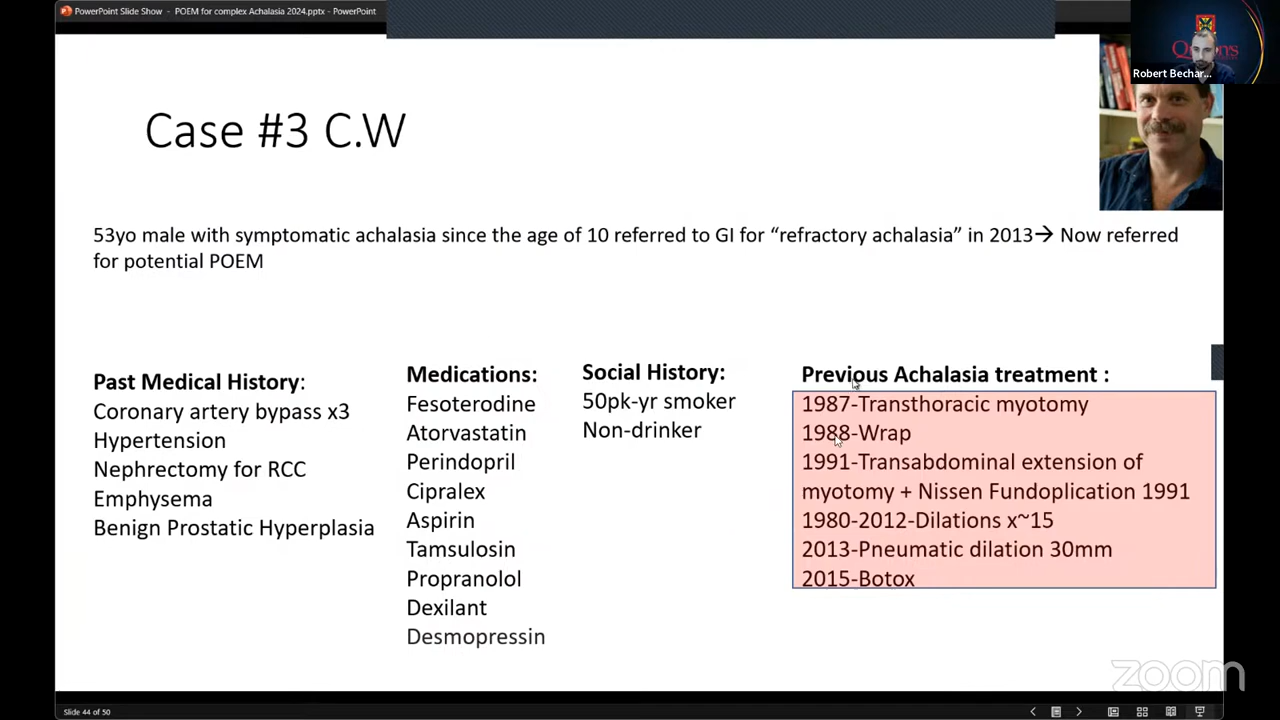 PowerPoint Slide Show - POEM for complex Achalasia 2024.pptx - PowerPoint
Queen's
Robert Bechar...
Case #3 C.W
53yo male with symptomatic achalasia since the age of 10 referred to GI for “refractory achalasia” in 2013→ Now referred
for potential POEM
Past Medical History:
Coronary artery bypass x3
Hypertension
Nephrectomy for RCC
Emphysema
Benign Prostatic Hyperplasia
Medications:
Fesoterodine
Atorvastatin
Perindopril
Cipralex
Aspirin
Tamsulosin
Propranolol
Dexilant
Desmopressin
Social History:
50pk-yr smoker
Non-drinker
Previous Achalasia treatment :
1987-Transthoracic myotomy
1988-Wrap
1991-Transabdominal extension of
myotomy + Nissen Fundoplication 1991
1980-2012-Dilations x~15
2013-Pneumatic dilation 30mm
2015-Botox
zoom
Slide 44 of 50